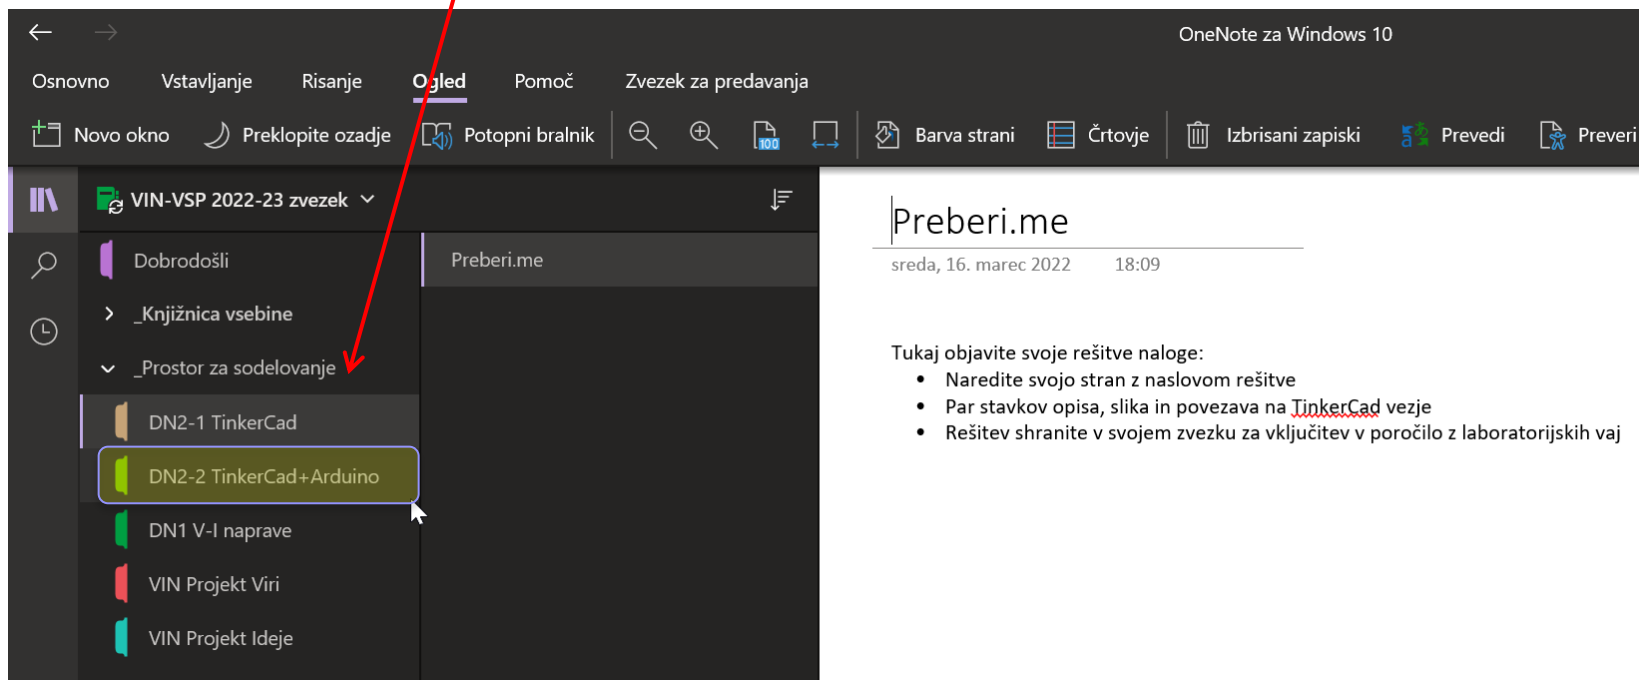 OneNote za Windows 10
Osnovno Vstavljanje Risanje Ogled Pomoč Zvezek za predavanja
Novo okno Preklopite ozadje Potopni bralnik 100 Barva strani Črtovje Izbrisani zapiski Prevedi Preveri
VIN-VSP 2022-23 zvezek
Dobrodošli
_Knjižnica vsebine
_Prostor za sodelovanje
DN2-1 TinkerCad
DN2-2 TinkerCad+Arduino
DN1 V-I naprave
VIN Projekt Viri
VIN Projekt Ideje
Preberi.me
Preberi.me
sreda, 16. marec 2022 18:09
Tukaj objavite svoje rešitve naloge:
• Naredite svojo stran z naslovom rešitve
• Par stavkov opisa, slika in povezava na TinkerCad vezje
• Rešitev shranite v svojem zvezku za vključitev v poročilo z laboratorijskih vaj